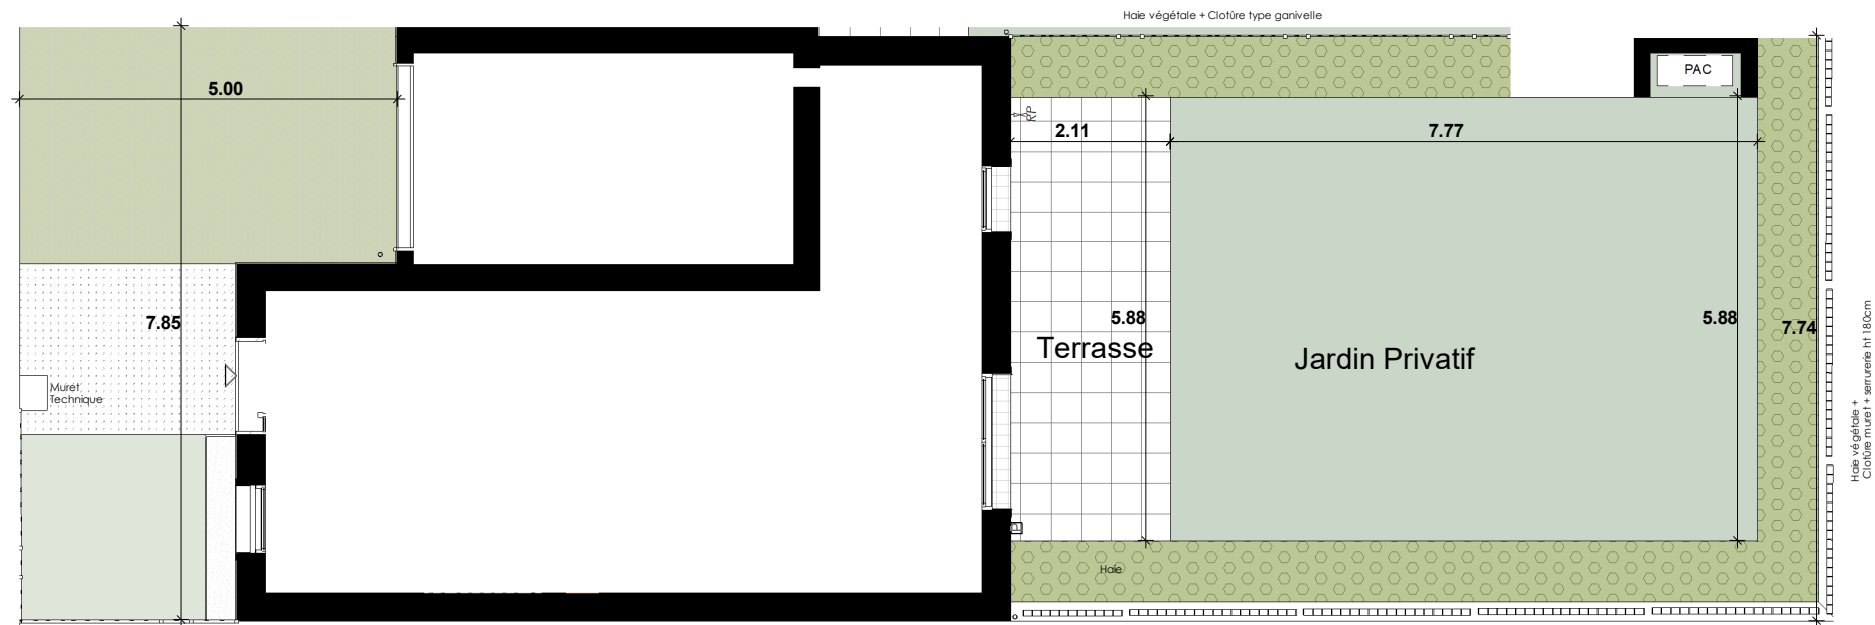 Haie végétale + Clotûre type ganivelle
PAC
5.00
RP
2.11
7.77
7.85
5.88
Terrasse
5.88
7.74
Jardin Privatif
Muret
Technique
Haie végétale +
Clotûre muret + serrurerie ht 180cm
Haie